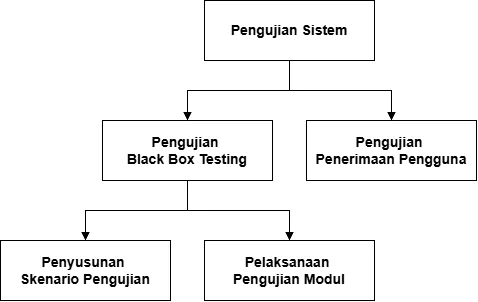 Pengujian Sistem
Pengujian
Black Box Testing
Pengujian
Penerimaan Pengguna
Penyusunan
Skenario Pengujian
Pelaksanaan
Pengujian Modul